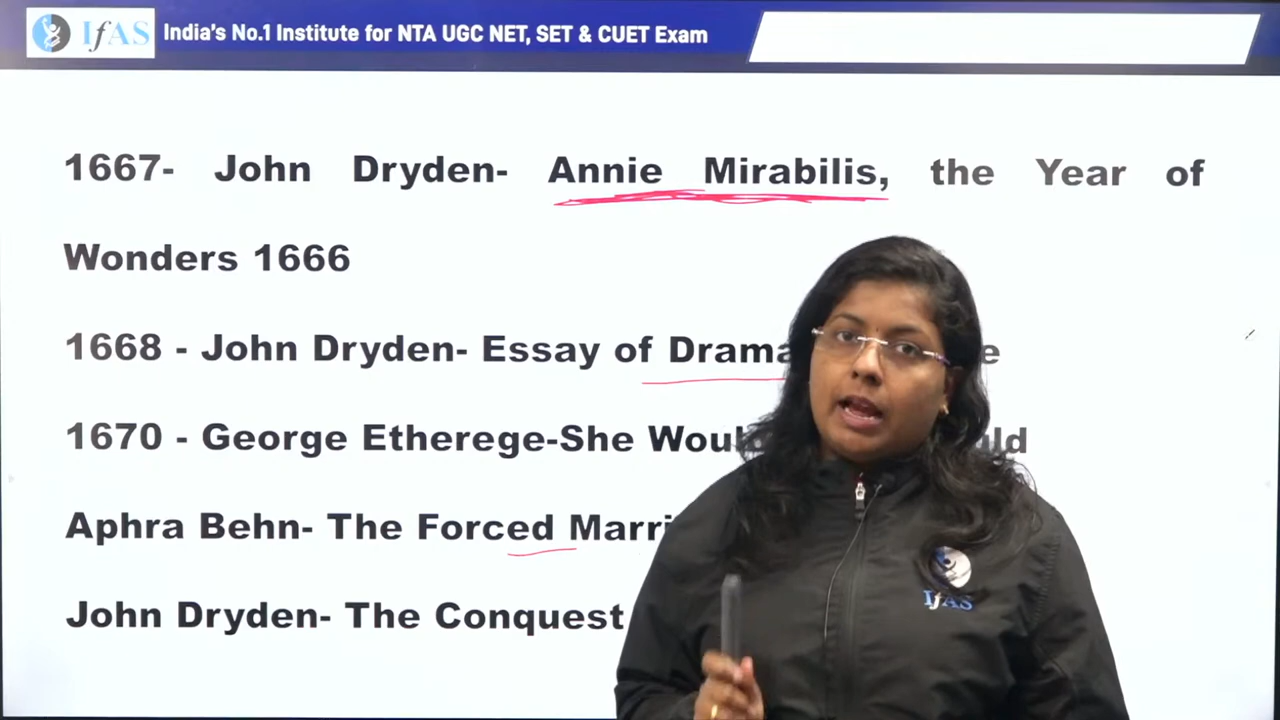 IfAS India's No.1 Institute for NTA UGC NET, SET & CUET Exam
1667- John Dryden- Annie Mirabilis, the Year of
Wonders 1666
1668 - John Dryden- Essay of Drama
1670 - George Etherege-She
Aphra Behn- The Forced
John Dryden- The Conquest
IfAS